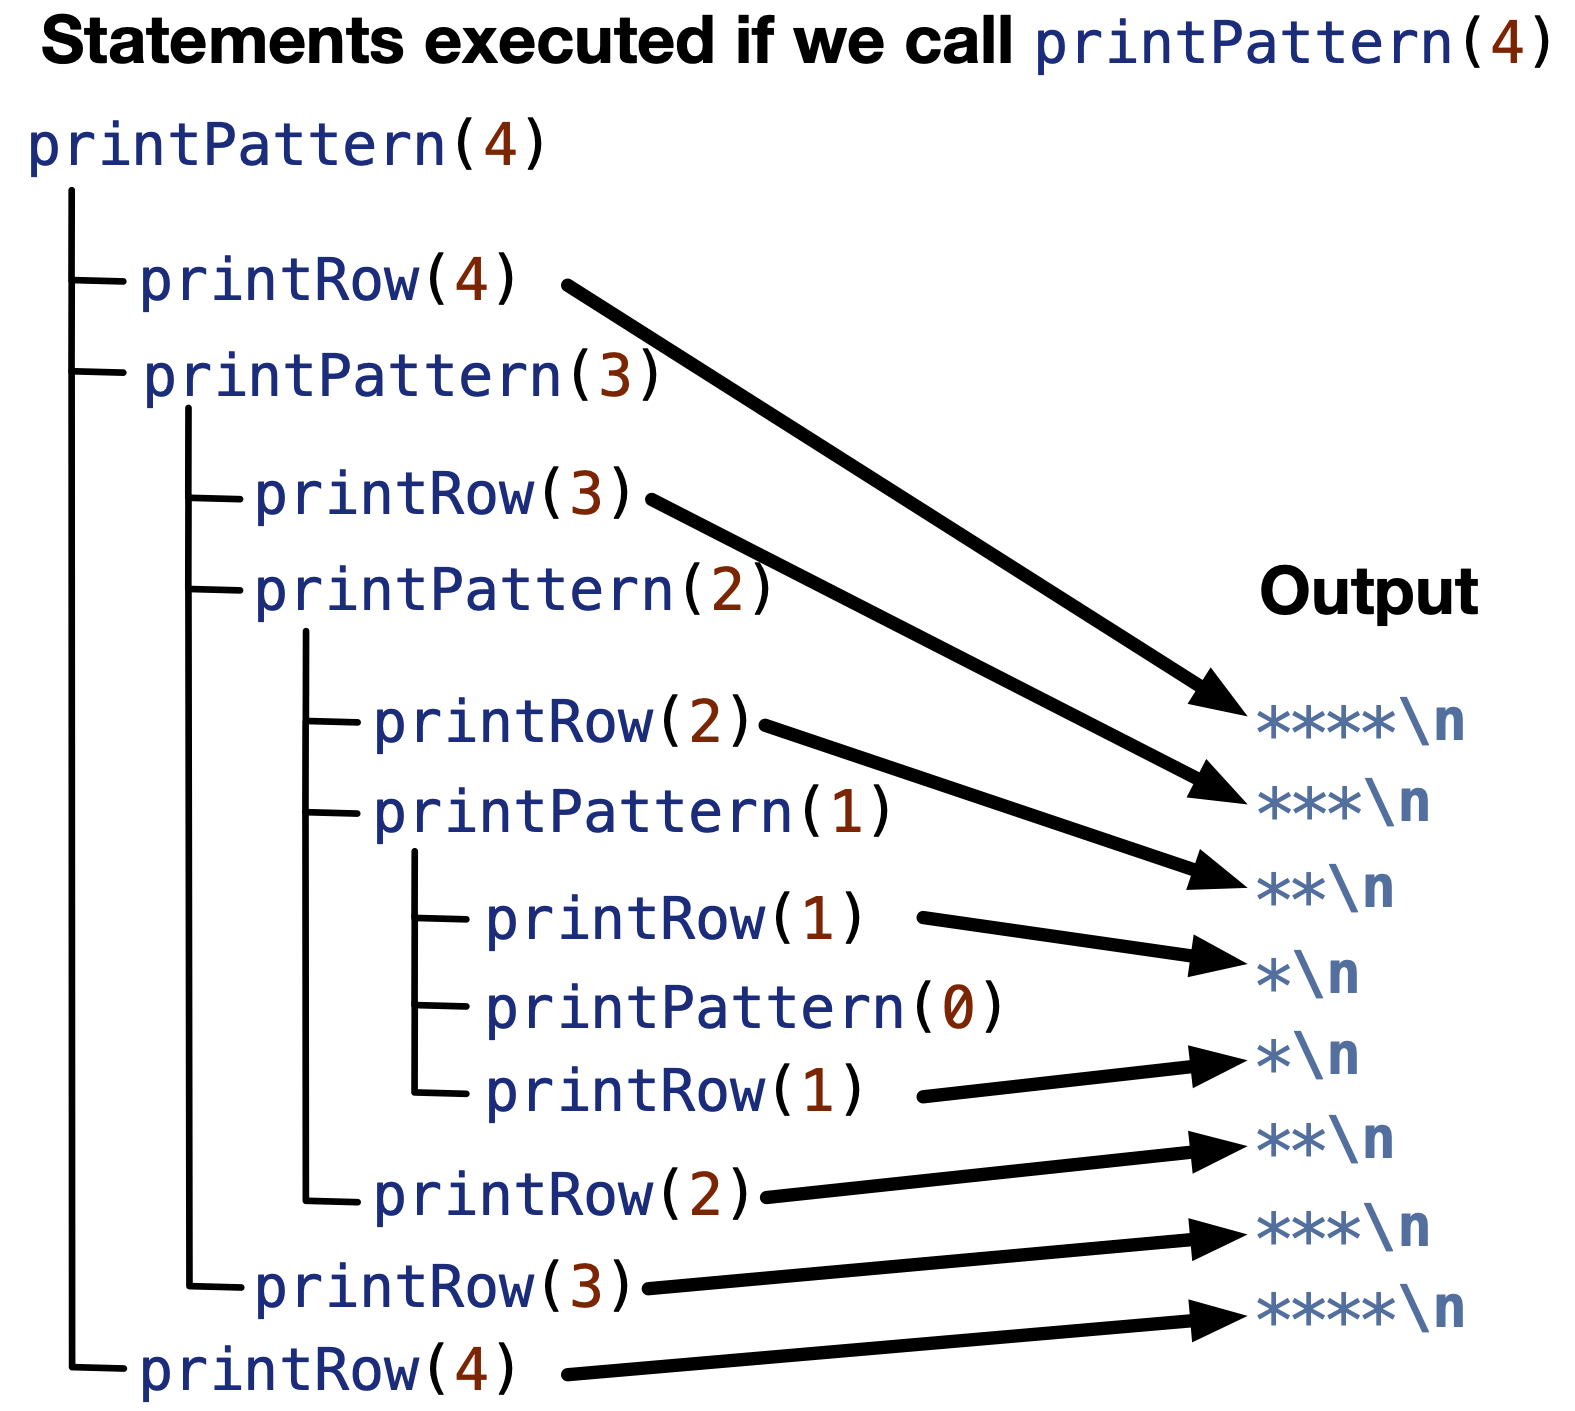 Statements executed if we call printPattern(4)
printPattern(4)
printRow(4)
printPattern(3)
printRow(3)
printPattern(2)
printRow(2)
printPattern(1)
printRow(1)
printPattern(0)
printRow(1)
printRow(2)
printRow(3)
printRow(4)
Output
****\n
***\n
**\n
*\n
*\n
**\n
***\n
****\n